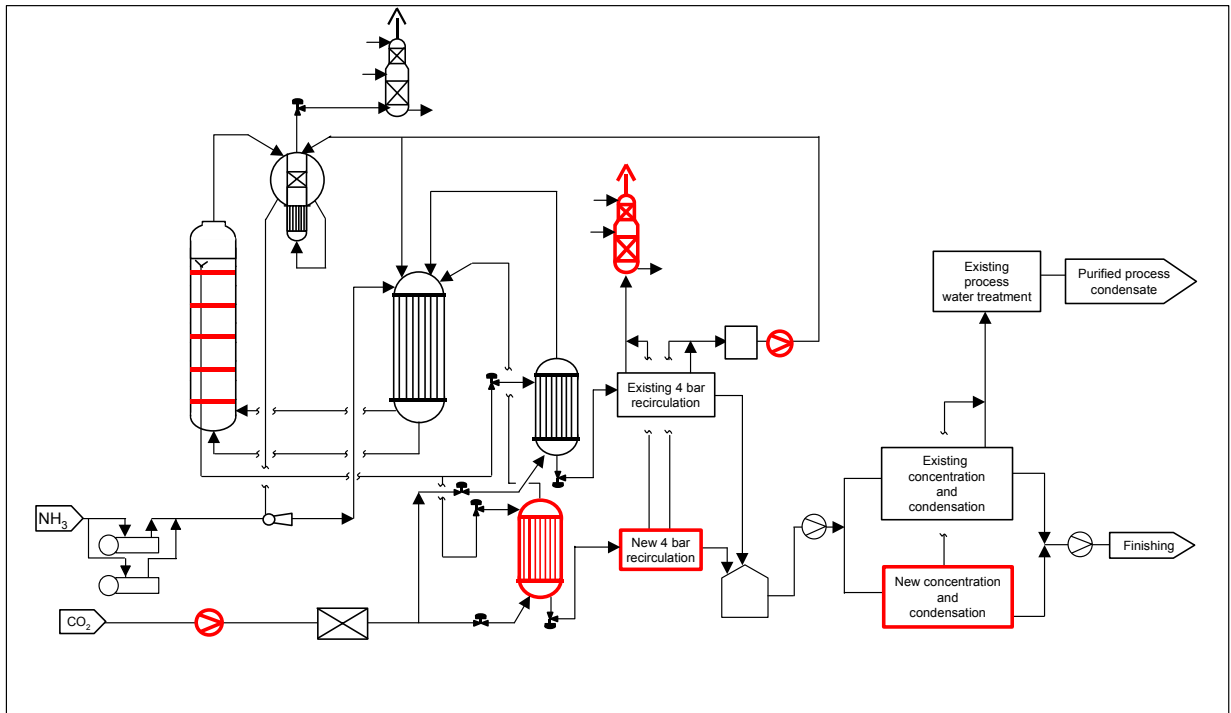 Existing
process
water treatment
Purified process
condensate
Existing 4 bar
recirculation
Existing
concentration
and
condensation
NH₃
New 4 bar
recirculation
Finishing
New concentration
and
condensation
CO₂